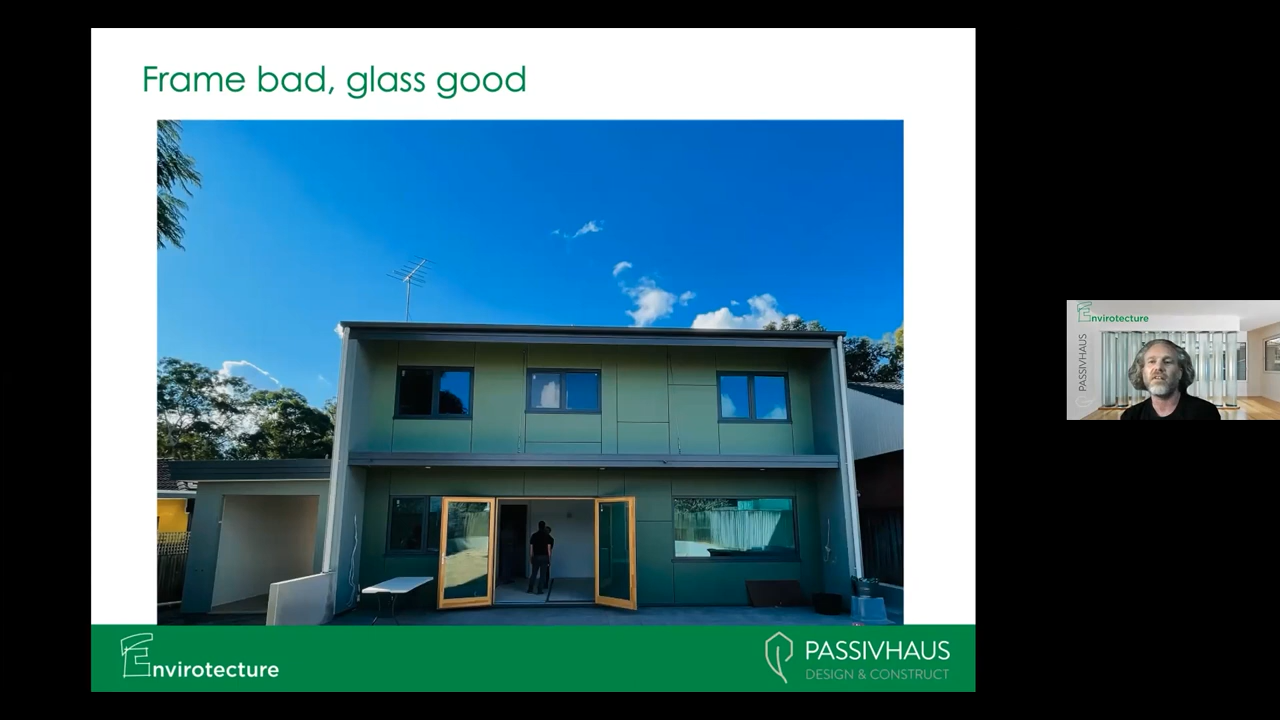 Frame bad, glass good
Envirotecture
PASSIVHAUS
DESIGN & CONSTRUCT
Envirotecture
PASSIVHAUS